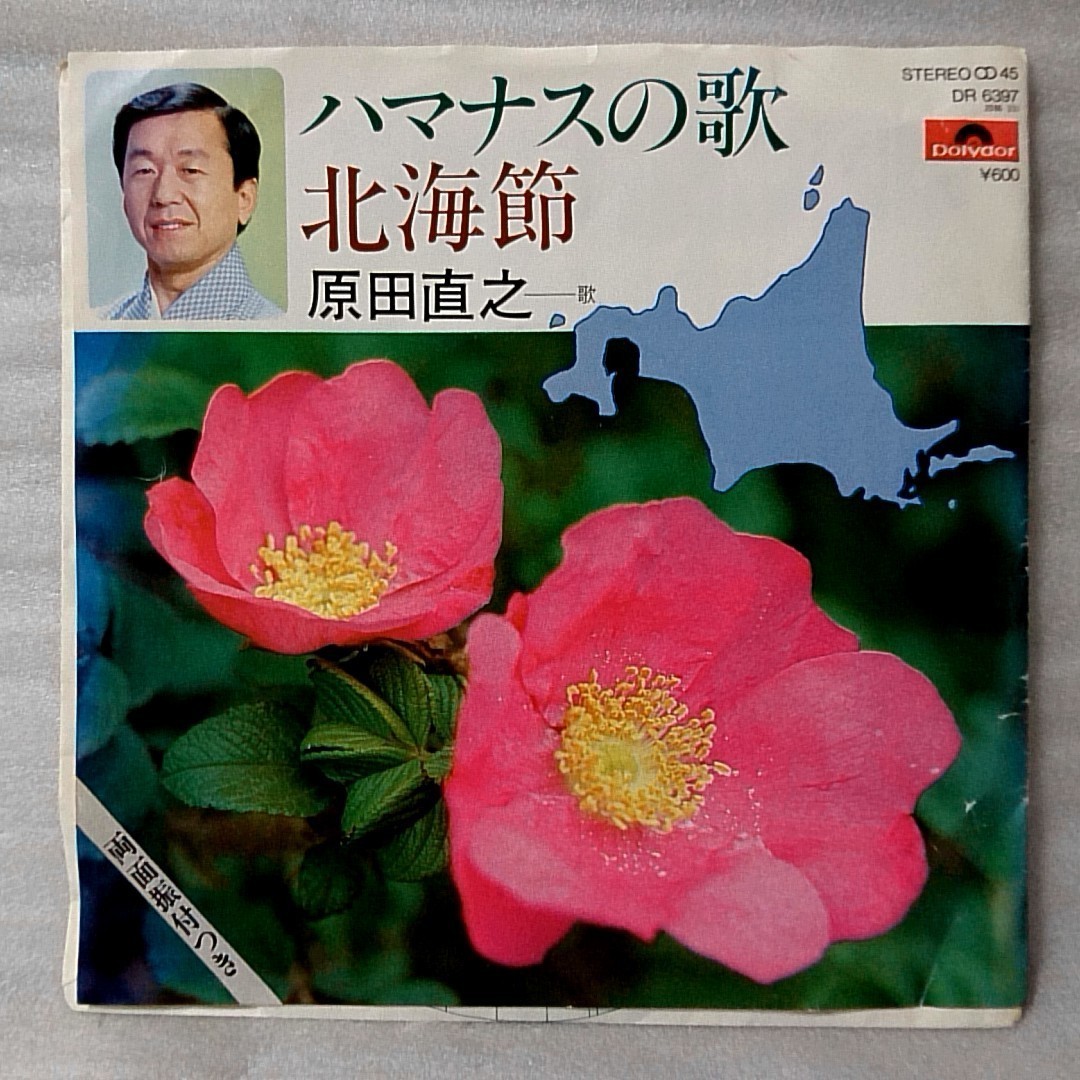 ハマナスの歌
北海節
原田直之——歌
STEREO 45
DR 6397
Polydor
¥600
両面振付つき